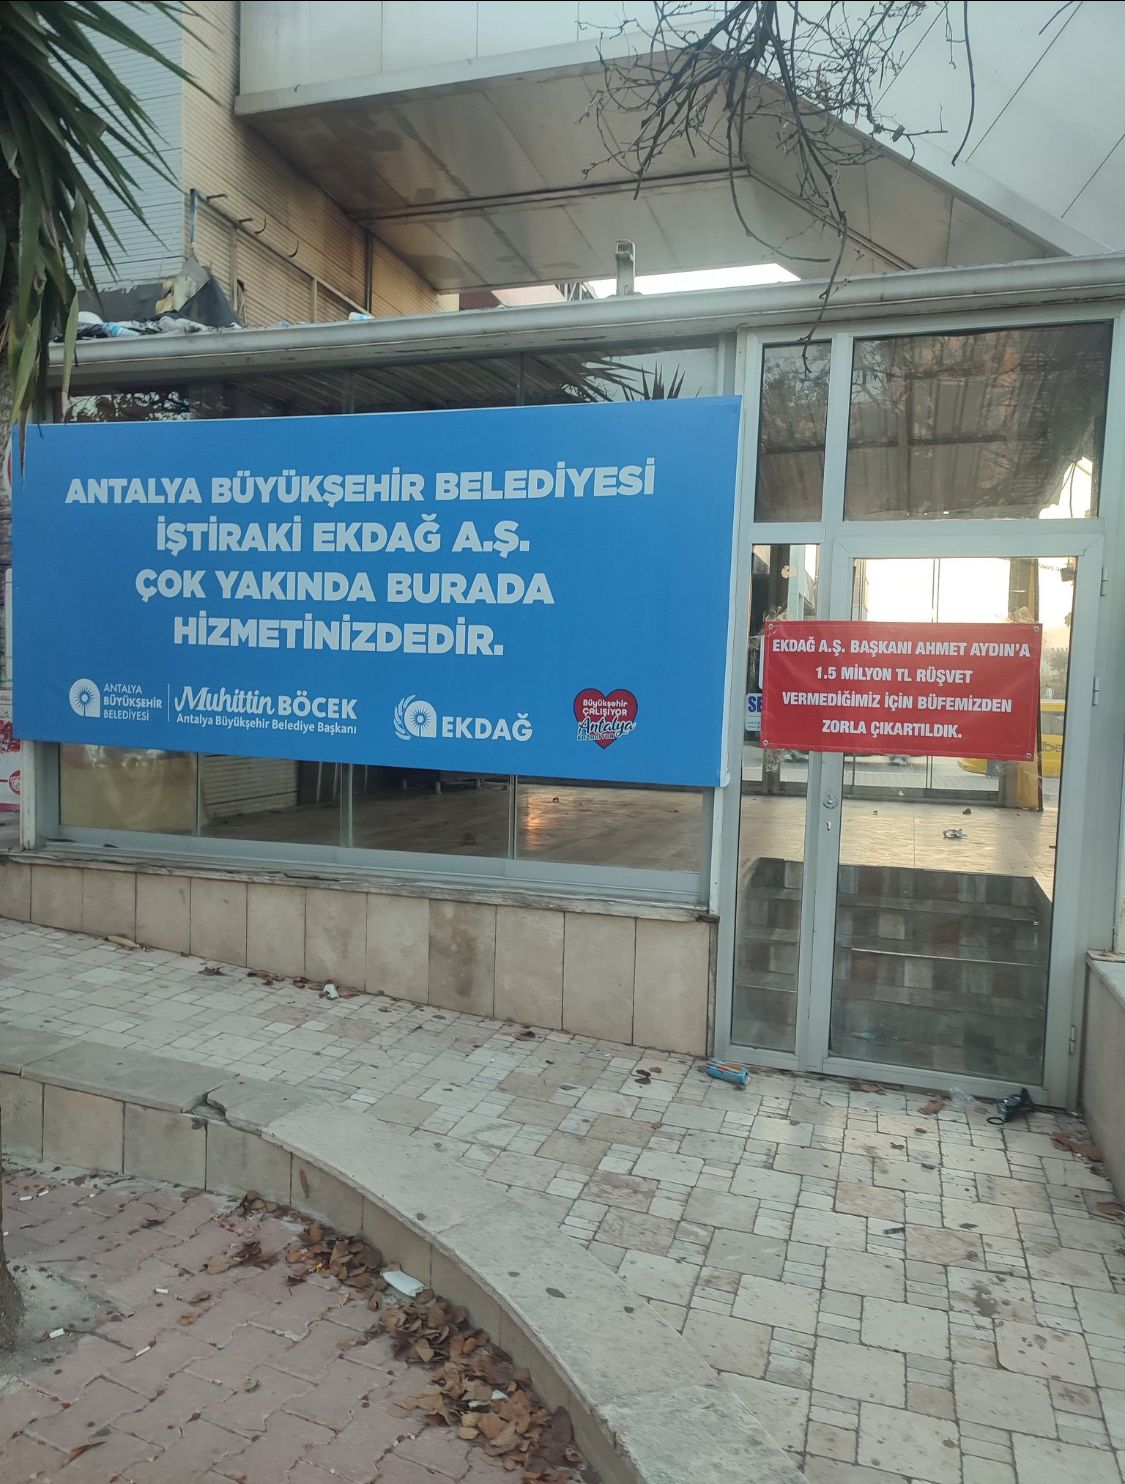 ANTALYA BÜYÜKŞEHİR BELEDİYESİ
İŞTİRAKİ EKDAĞ A.Ş.
ÇOK YAKINDA BURADA
HİZMETİNİZDEDİR.
ANTALYA
BÜYÜKŞEHİR
BELEDİYESİ
Muhittin BÖCEK
Antalya Büyükşehir Belediye Başkanı
EKDAĞ
Büyükşehir
ÇALIŞIYOR
Antalya
KAZANIYOR
EKDAĞ A.Ş. BAŞKANI AHMET AYDIN'A
1.5 MİLYON TL RÜŞVET
VERMEDİĞİMİZ İÇİN BÜFEMİZDEN
ZORLA ÇIKARTILDIK.